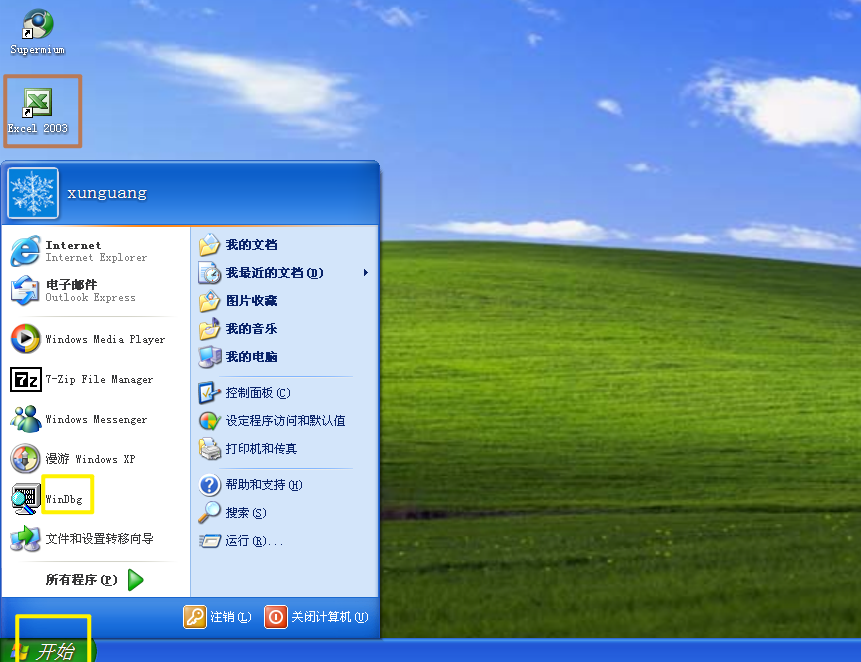 Supermium
Excel 2003
xunguang
Internet
Internet Explorer
电子邮件
Outlook Express
Windows Media Player
7z
7-Zip File Manager
Windows Messenger
漫游 Windows XP
WinDbg
文件和设置转移向导
所有程序(P)
我的文档
我最近的文档(D)
图片收藏
我的音乐
我的电脑
控制面板(C)
设定程序访问和默认值
打印机和传真
帮助和支持(H)
搜索(S)
运行(R)...
注销(L)
关闭计算机(U)
开始